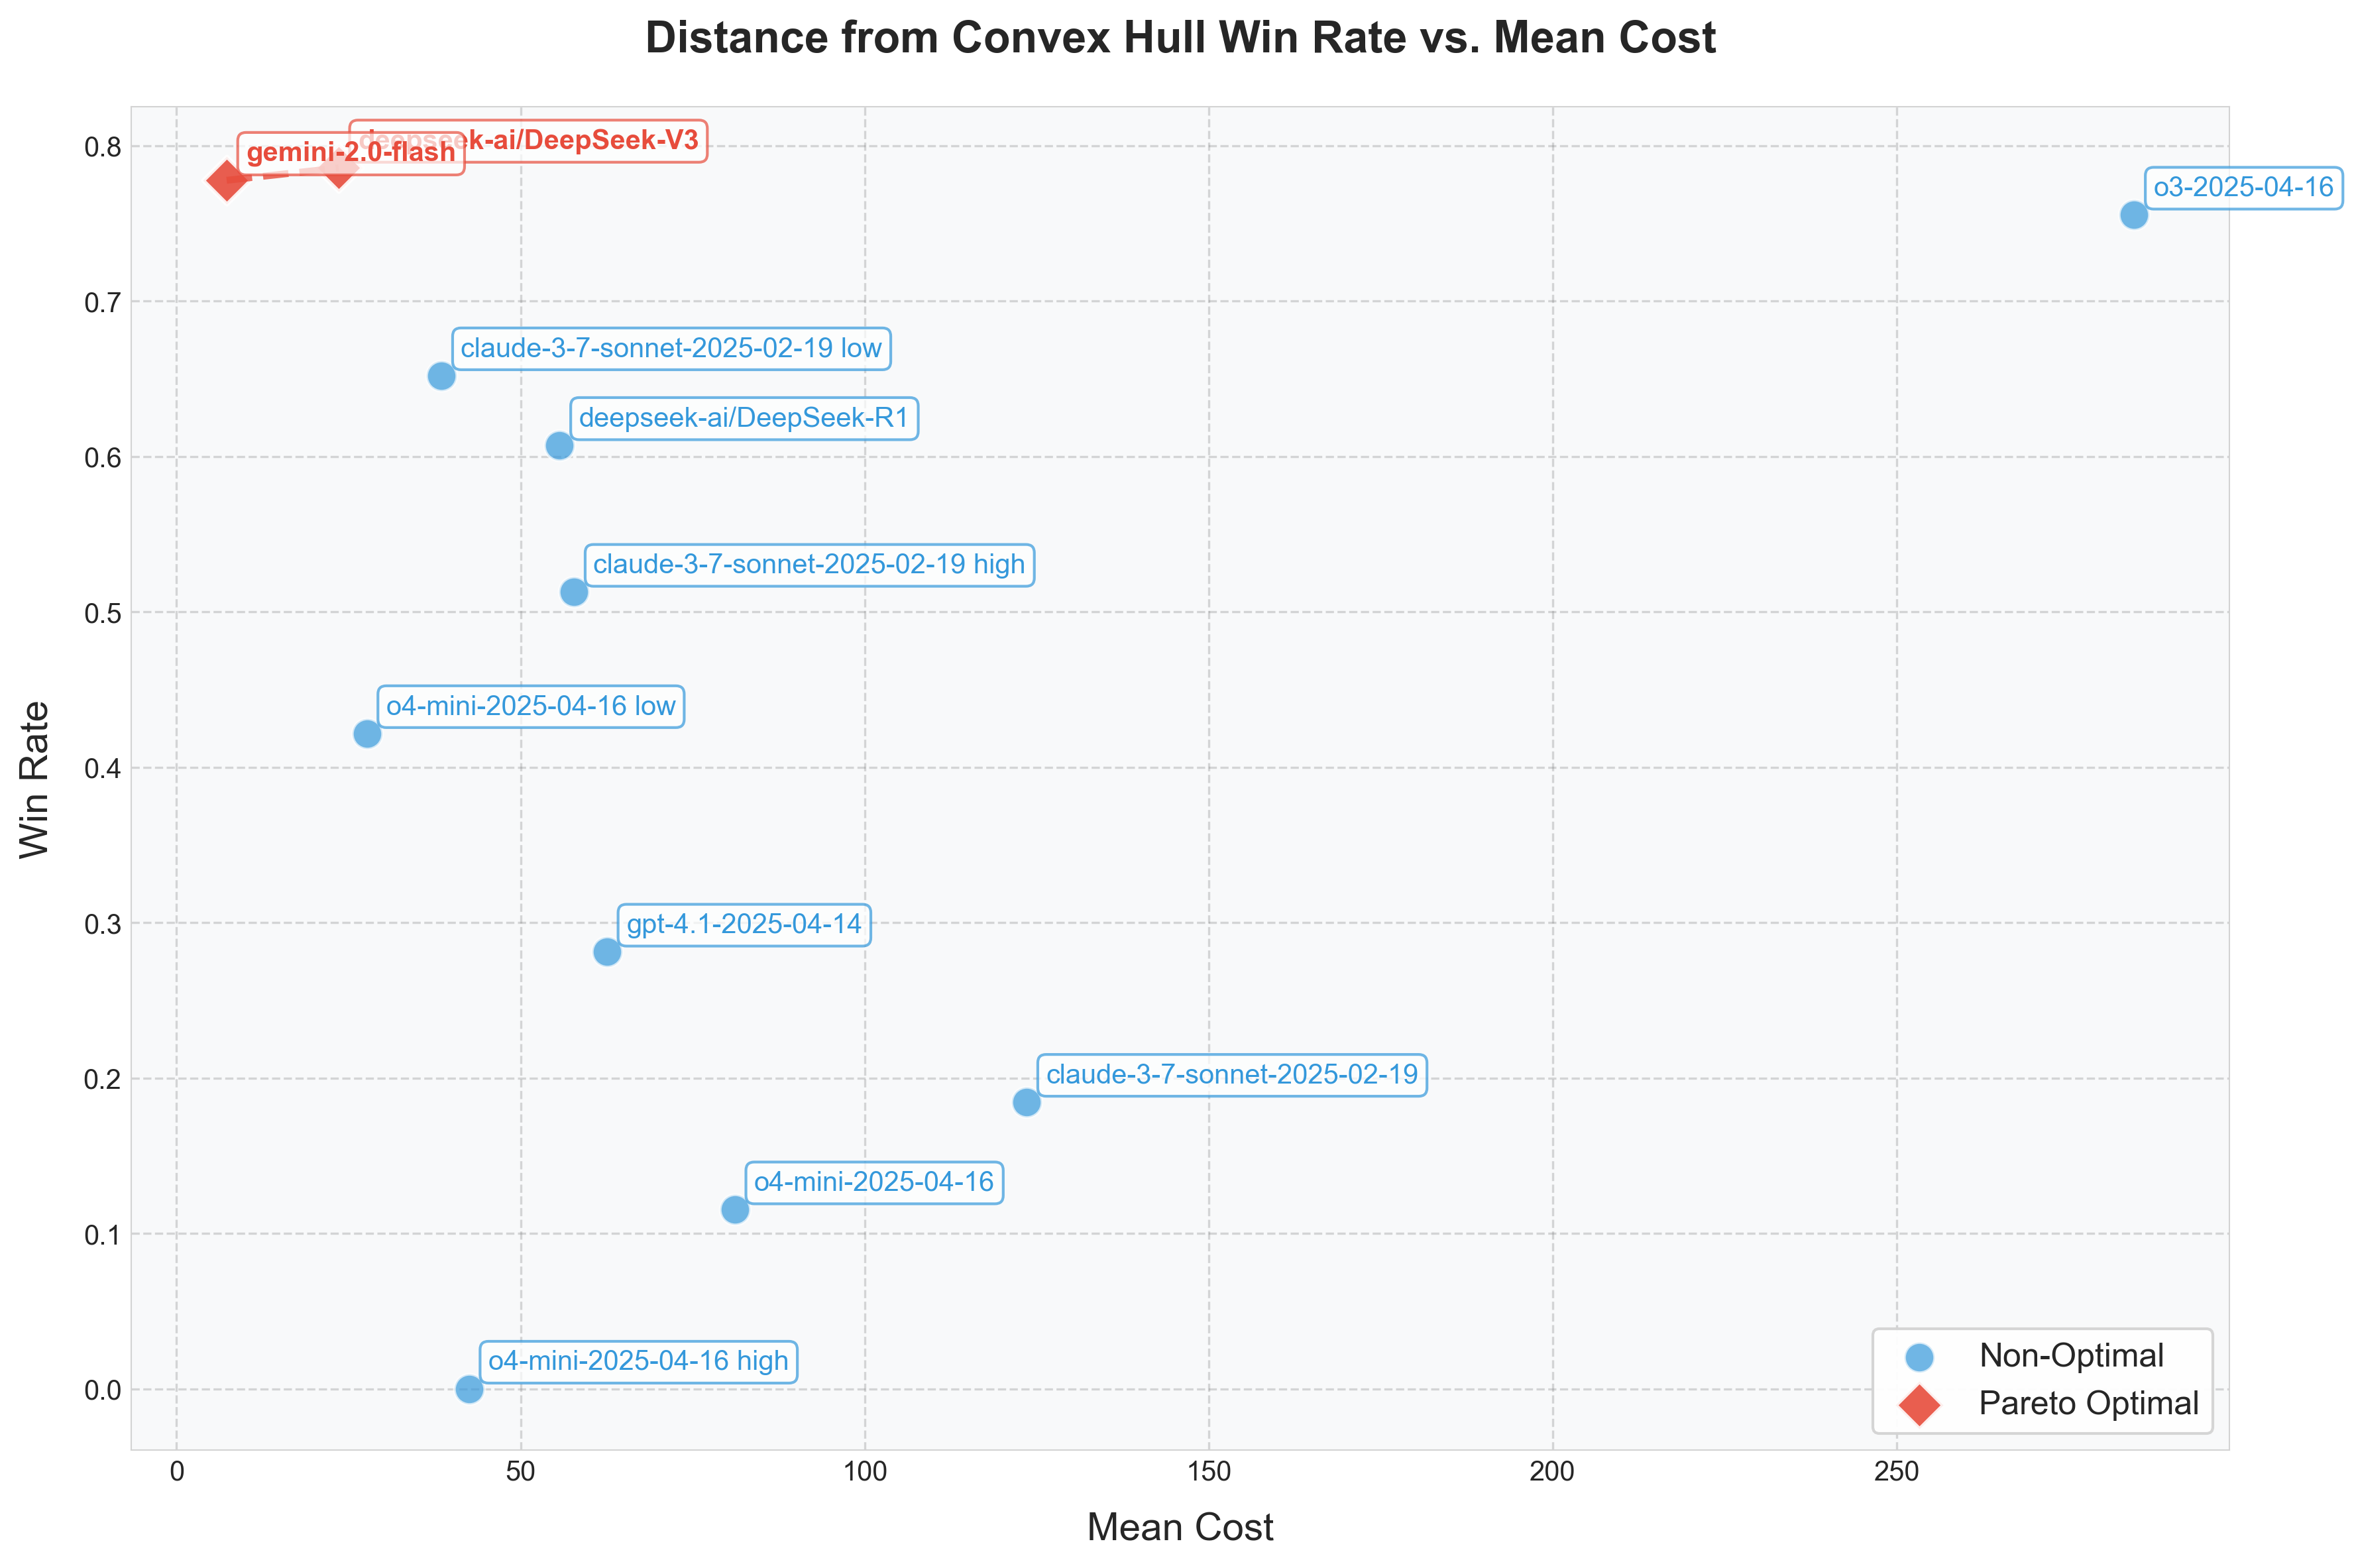 Distance from Convex Hull Win Rate vs. Mean Cost
Win Rate
0.8
0.7
0.6
0.5
0.4
0.3
0.2
0.1
0.0
deepseek-ai/DeepSeek-V3
gemini-2.0-flash
o3-2025-04-16
claude-3-7-sonnet-2025-02-19 low
deepseek-ai/DeepSeek-R1
claude-3-7-sonnet-2025-02-19 high
o4-mini-2025-04-16 low
gpt-4.1-2025-04-14
claude-3-7-sonnet-2025-02-19
o4-mini-2025-04-16
o4-mini-2025-04-16 high
Non-Optimal
Pareto Optimal
0 50 100 150 200 250
Mean Cost